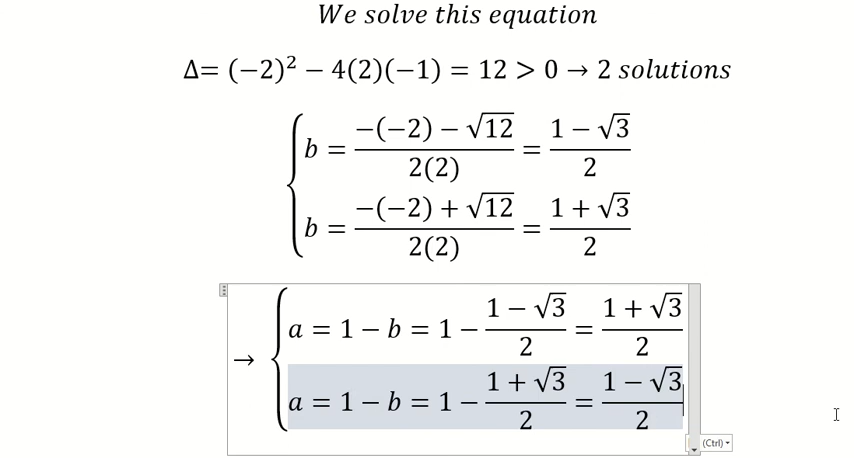 We solve this equation
Δ= (−2)² − 4(2)(−1) = 12 > 0 → 2 solutions
b = (−(−2) − √12)/(2(2)) = (1 − √3)/2
b = (−(−2) + √12)/(2(2)) = (1 + √3)/2
→ a = 1 − b = 1 − (1 − √3)/2 = (1 + √3)/2
a = 1 − b = 1 − (1 + √3)/2 = (1 − √3)/2
(Ctrl)